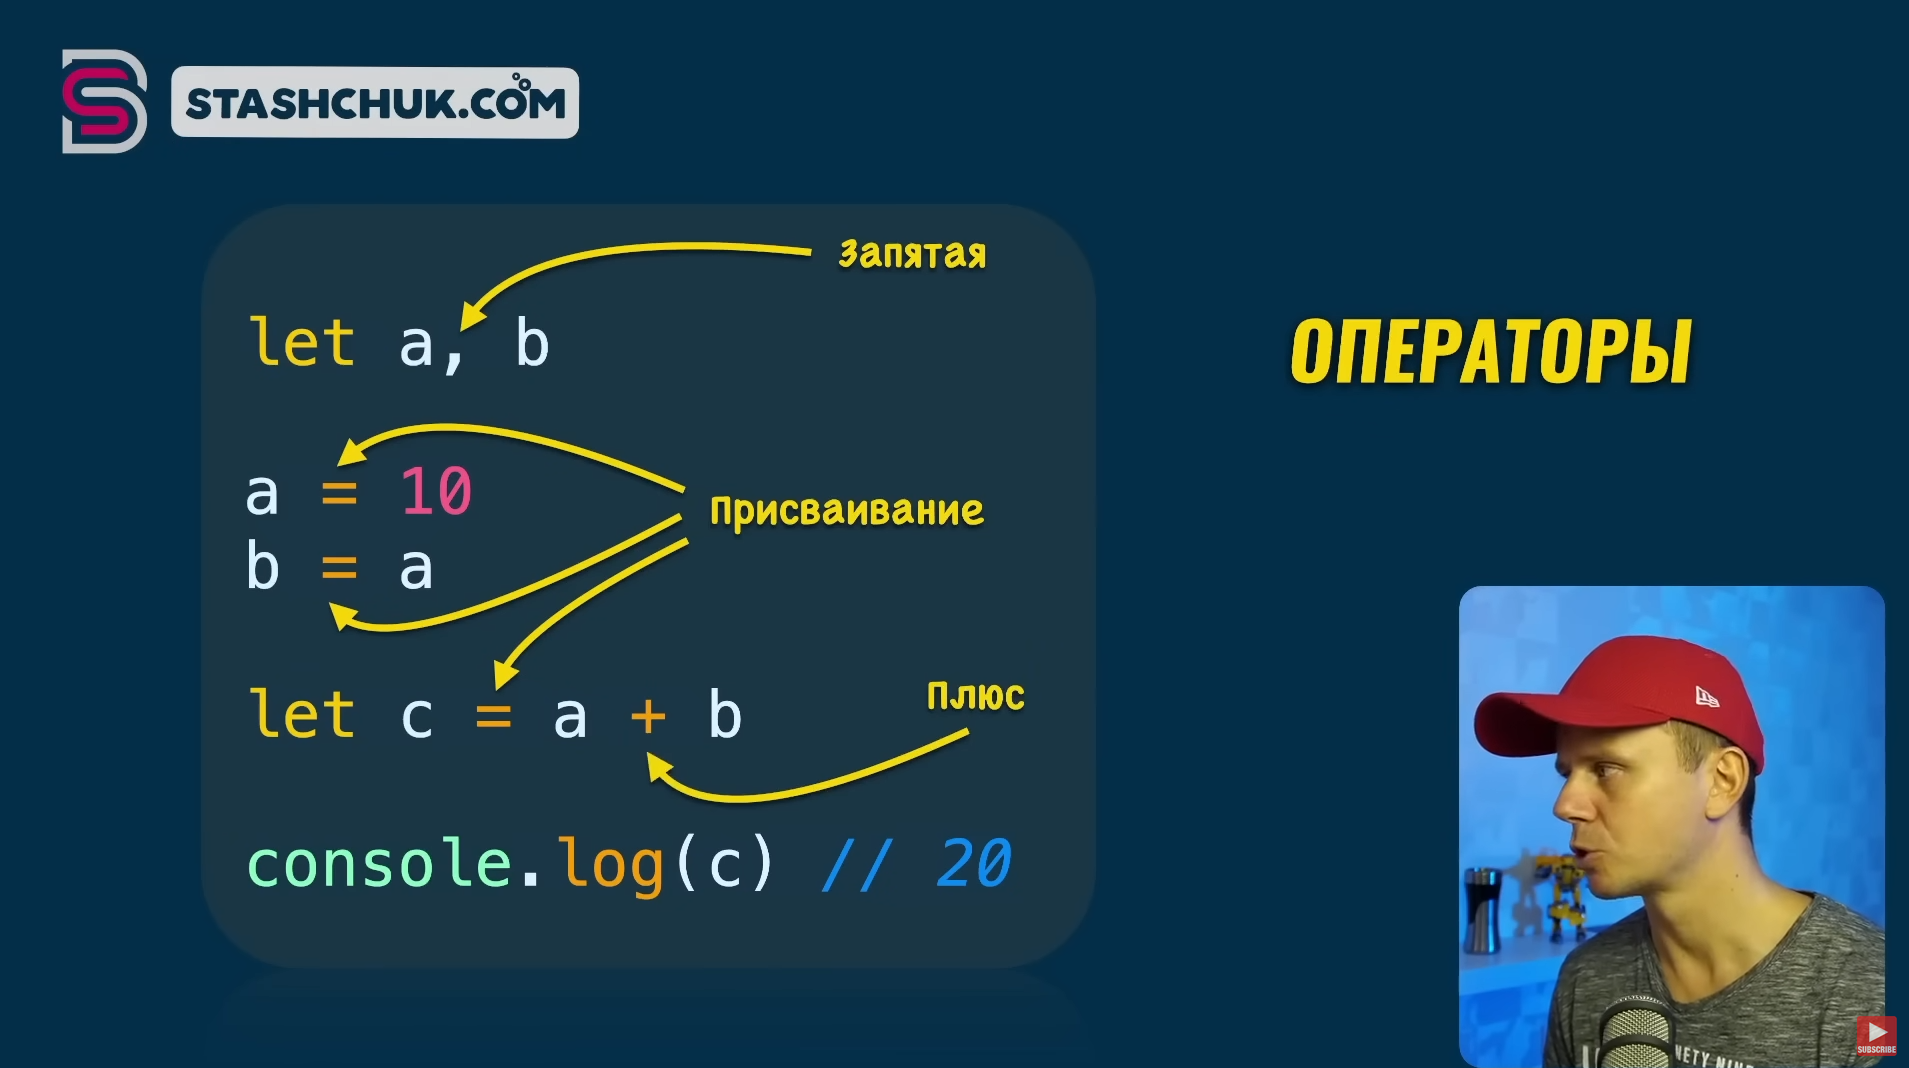 STASHCHUK.COM
Запятая
let a, b
ОПЕРАТОРЫ
a = 10
Присваивание
b = a
Плюс
let c = a + b
console.log(c) // 20
SUBSCRIBE